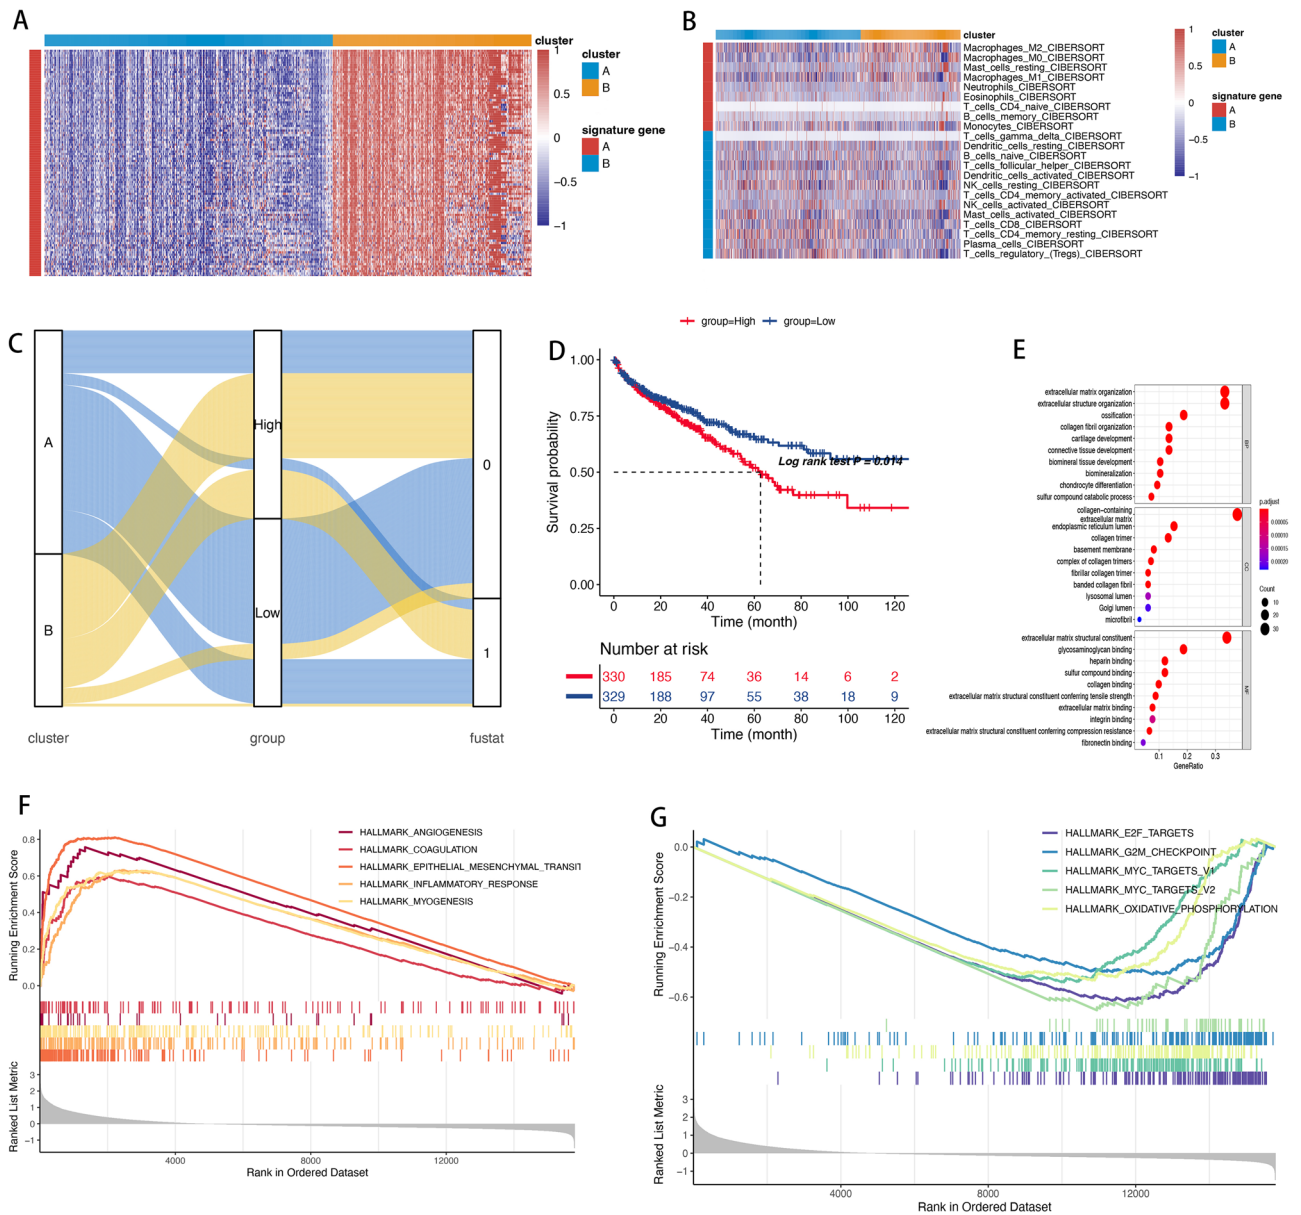 A
cluster
1
0.5
0
−0.5
−1
cluster
A
B
signature gene
A
B
B
cluster
Macrophages_M2_CIBERSORT
Macrophages_M0_CIBERSORT
Mast_cells_resting_CIBERSORT
Macrophages_M1_CIBERSORT
Neutrophils_CIBERSORT
Eosinophils_CIBERSORT
T_cells_CD4_naive_CIBERSORT
B_cells_memory_CIBERSORT
Monocytes_CIBERSORT
T_cells_gamma_delta_CIBERSORT
Dendritic_cells_resting_CIBERSORT
B_cells_naive_CIBERSORT
T_cells_follicular_helper_CIBERSORT
Dendritic_cells_activated_CIBERSORT
NK_cells_resting_CIBERSORT
T_cells_CD4_memory_activated_CIBERSORT
NK_cells_activated_CIBERSORT
Mast_cells_activated_CIBERSORT
T_cells_CD8_CIBERSORT
T_cells_CD4_memory_resting_CIBERSORT
Plasma_cells_CIBERSORT
T_cells_regulatory_(Tregs)_CIBERSORT
1
0.5
0
−0.5
−1
cluster
A
B
signature gene
A
B
C
A
B
High
Low
0
1
cluster
group
fustat
D
group=High
group=Low
Survival probability
1.00
0.75
0.50
0.25
0.00
Log rank test P = 0.014
0 20 40 60 80 100 120
Time (month)
Number at risk
330 185 74 36 14 6 2
329 188 97 55 38 18 9
0 20 40 60 80 100 120
Time (month)
E
extracellular matrix organization
extracellular structure organization
ossification
collagen fibril organization
cartilage development
connective tissue development
biomineral tissue development
biomineralization
chondrocyte differentiation
sulfur compound catabolic process
BP
collagen−containing
extracellular matrix
endoplasmic reticulum lumen
collagen trimer
basement membrane
complex of collagen trimers
fibrillar collagen trimer
banded collagen fibril
lysosomal lumen
Golgi lumen
microfibril
CC
extracellular matrix structural constituent
glycosaminoglycan binding
heparin binding
sulfur compound binding
collagen binding
extracellular matrix structural constituent conferring tensile strength
extracellular matrix binding
integrin binding
extracellular matrix structural constituent conferring compression resistance
fibronectin binding
MF
0.1 0.2 0.3
GeneRatio
p.adjust
0.00005
0.00010
0.00015
0.00020
Count
10
20
30
F
HALLMARK_ANGIOGENESIS
HALLMARK_COAGULATION
HALLMARK_EPITHELIAL_MESENCHYMAL_TRANSIT
HALLMARK_INFLAMMATORY_RESPONSE
HALLMARK_MYOGENESIS
Running Enrichment Score
0.8
0.6
0.4
0.2
0.0
Ranked List Metric
3
2
1
0
−1
4000 8000 12000
Rank in Ordered Dataset
G
HALLMARK_E2F_TARGETS
HALLMARK_G2M_CHECKPOINT
HALLMARK_MYC_TARGETS_V1
HALLMARK_MYC_TARGETS_V2
HALLMARK_OXIDATIVE_PHOSPHORYLATION
Running Enrichment Score
0.0
−0.2
−0.4
−0.6
Ranked List Metric
3
2
1
0
−1
4000 8000 12000
Rank in Ordered Dataset